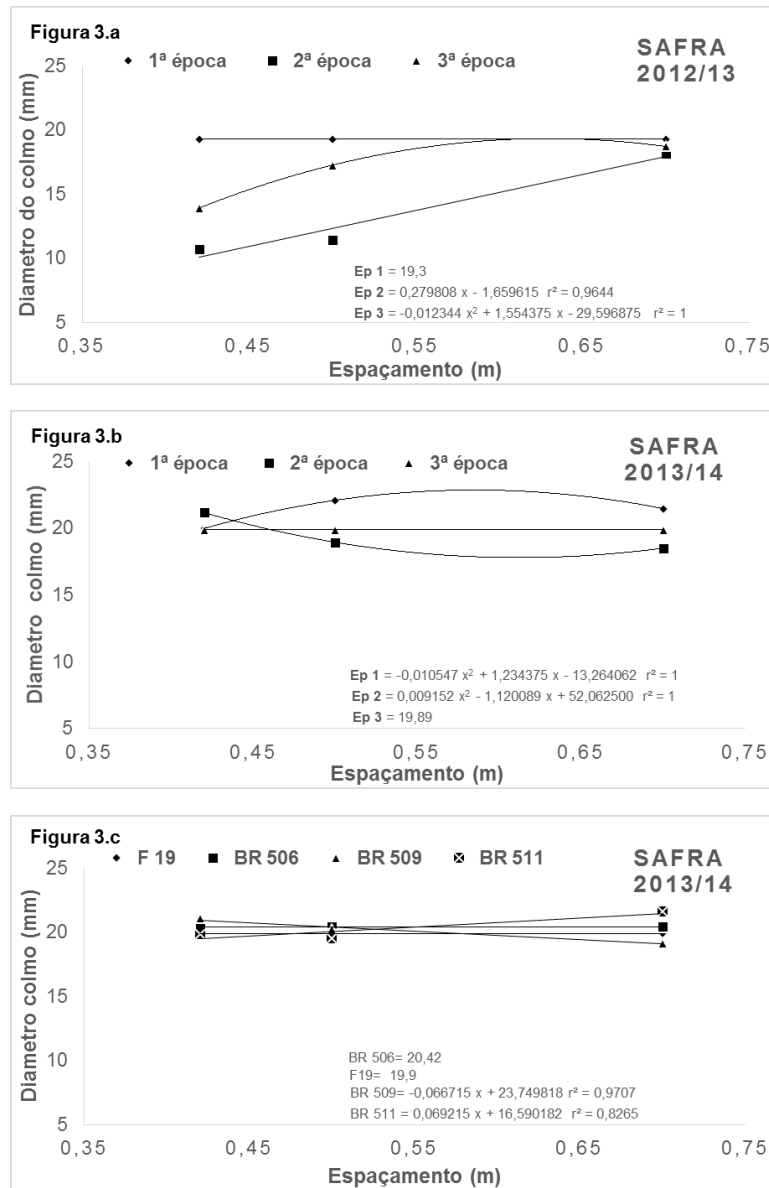 Figura 3.a
SAFRA
2012/13
1ª época 2ª época 3ª época
Diametro do colmo (mm)
25
20
15
10
5
Ep 1 = 19,3
Ep 2 = 0,279808 x - 1,659615 r² = 0,9644
Ep 3 = -0,012344 x² + 1,554375 x - 29,596875 r² = 1
0,35 0,45 0,55 0,65 0,75
Espaçamento (m)
Figura 3.b
SAFRA
2013/14
1ª época 2ª época 3ª época
Diametro colmo (mm)
25
20
15
10
5
Ep 1 = -0,010547 x² + 1,234375 x - 13,264062 r² = 1
Ep 2 = 0,009152 x² - 1,120089 x + 52,062500 r² = 1
Ep 3 = 19,89
0,35 0,45 0,55 0,65 0,75
Espaçamento (m)
Figura 3.c
F 19 BR 506 BR 509 BR 511
SAFRA
2013/14
Diametro colmo (mm)
25
20
15
10
5
BR 506= 20,42
F19= 19,9
BR 509= -0,066715 x + 23,749818 r² = 0,9707
BR 511 = 0,069215 x + 16,590182 r² = 0,8265
0,35 0,45 0,55 0,65 0,75
Espaçamento (m)